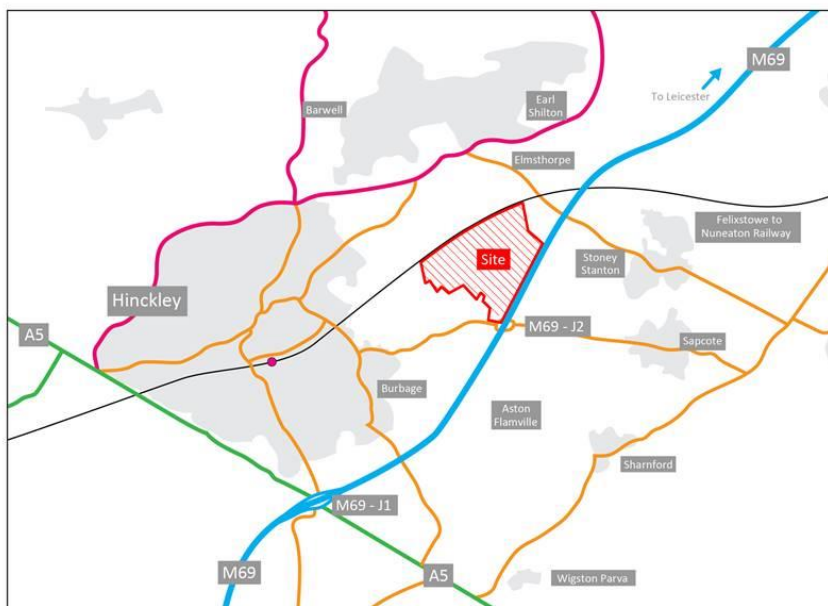 M69
To Leicester
Barwell
Earl
Shilton
Elmsthorpe
Felixstowe to
Nuneaton Railway
Site
Stoney
Stanton
Hinckley
A5
M69 - J2
Sapcote
Burbage
Aston
Flamville
Sharnford
M69 - J1
M69
A5
Wigston Parva